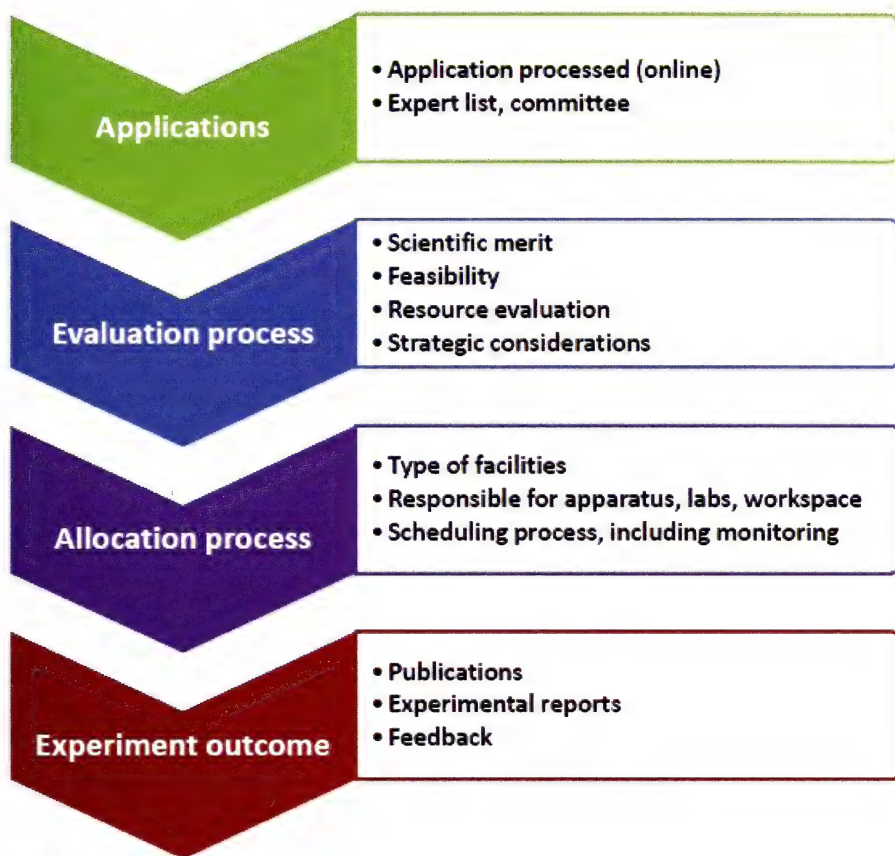 Applications
• Application processed (online)
• Expert list, committee
Evaluation process
• Scientific merit
• Feasibility
• Resource evaluation
• Strategic considerations
Allocation process
• Type of facilities
• Responsible for apparatus, labs, workspace
• Scheduling process, including monitoring
Experiment outcome
• Publications
• Experimental reports
• Feedback